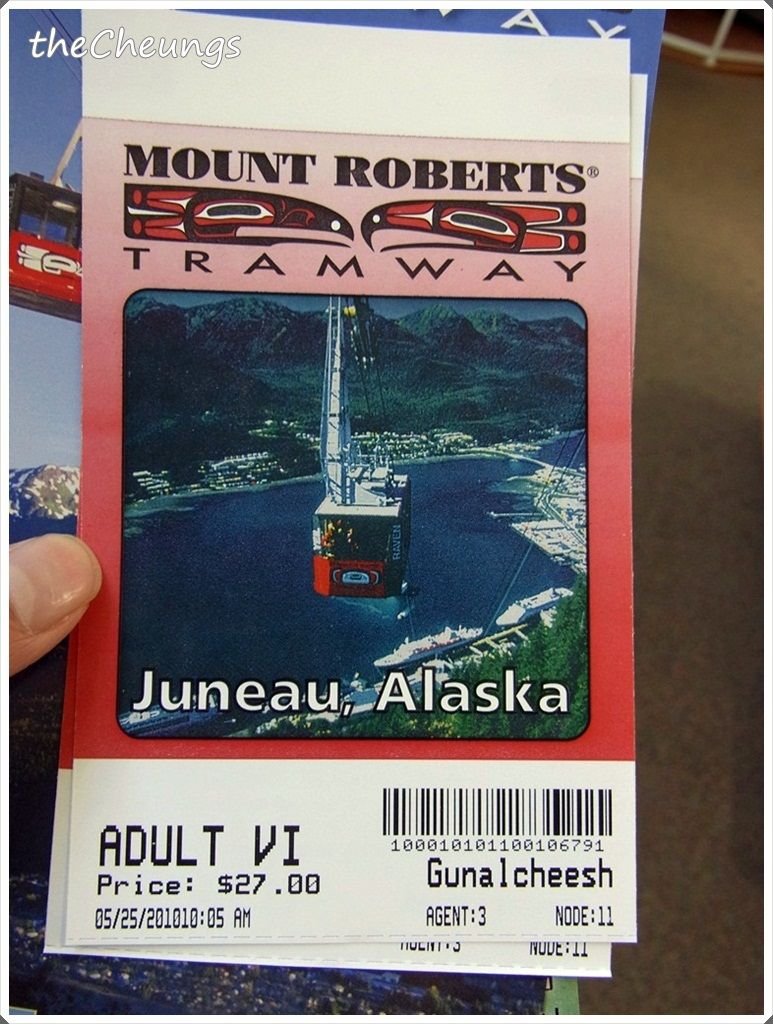 theCheungs
A Y
MOUNT ROBERTS®
TRAMWAY
RAVEN
Juneau, Alaska
100010101100106791
ADULT VI
Gunalcheesh
Price: $27.00
05/25/201010:05 AM
AGENT:3
NODE:11
AGENT:3
NODE:11